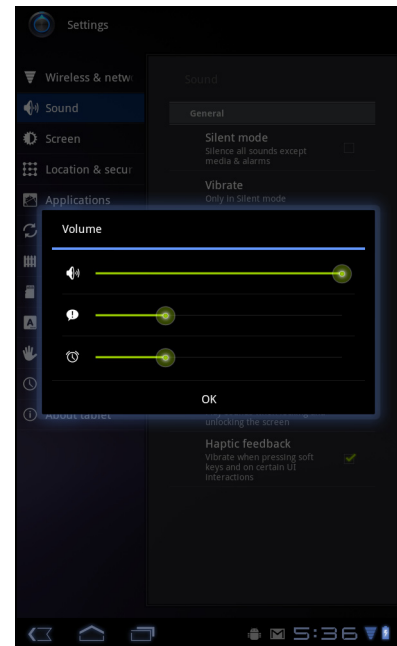 Settings
Wireless & netw
Sound
Screen
Location & secur
Applications
About tablet
Sound
General
Silent mode
Silence all sounds except
media & alarms
Vibrate
Only in Silent mode
Volume
OK
unlocking the screen
Haptic feedback
Vibrate when pressing soft
keys and on certain UI
interactions
5:36